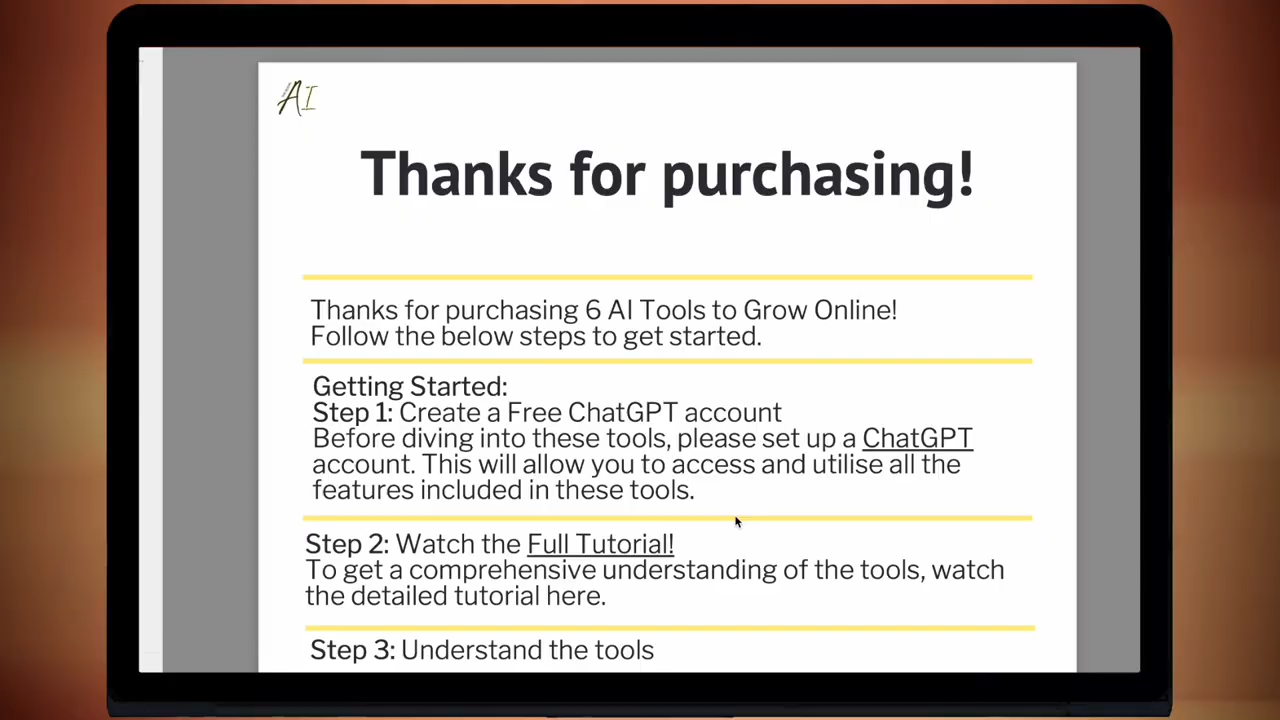 AI
Thanks for purchasing!
Thanks for purchasing 6 AI Tools to Grow Online!
Follow the below steps to get started.
Getting Started:
Step 1: Create a Free ChatGPT account
Before diving into these tools, please set up a ChatGPT
account. This will allow you to access and utilise all the
features included in these tools.
Step 2: Watch the Full Tutorial!
To get a comprehensive understanding of the tools, watch
the detailed tutorial here.
Step 3: Understand the tools